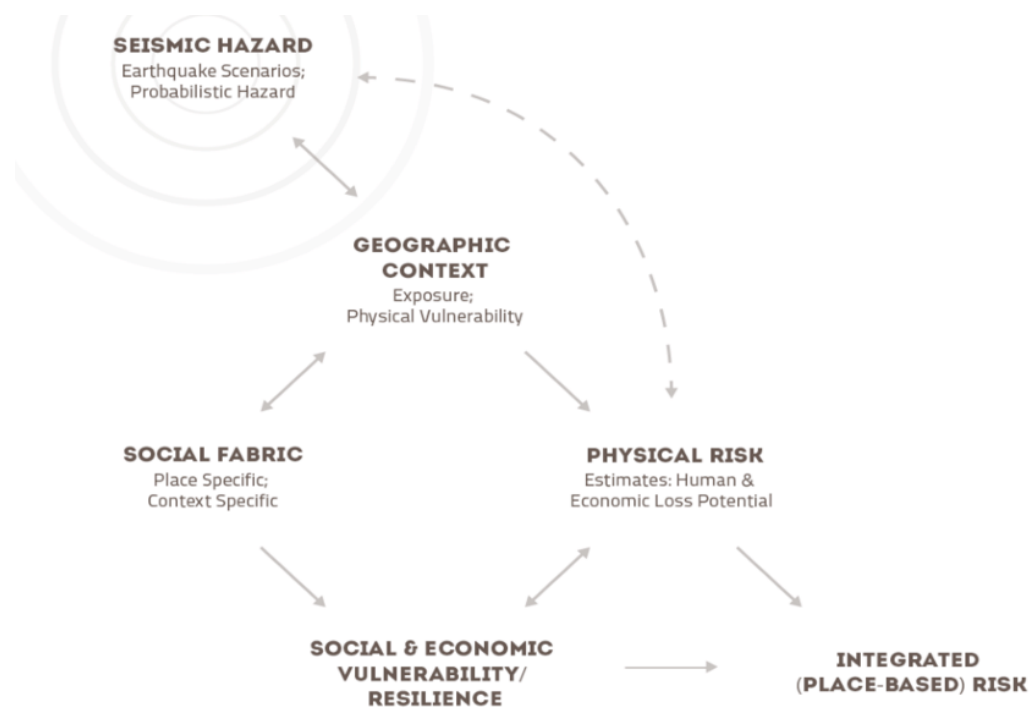 SEISMIC HAZARD
Earthquake Scenarios;
Probabilistic Hazard
GEOGRAPHIC
CONTEXT
Exposure;
Physical Vulnerability
SOCIAL FABRIC
Place Specific;
Context Specific
PHYSICAL RISK
Estimates: Human &
Economic Loss Potential
SOCIAL & ECONOMIC
VULNERABILITY/
RESILIENCE
INTEGRATED
(PLACE-BASED) RISK